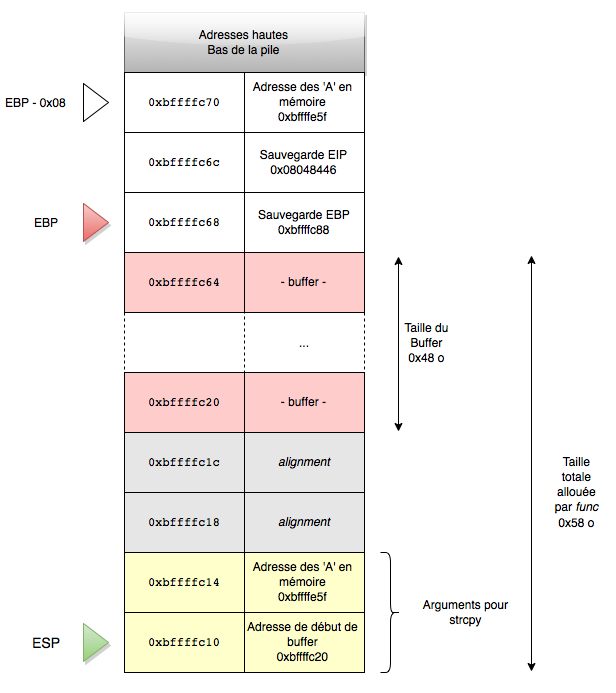 Adresses hautes
Bas de la pile
EBP - 0x08
0xbffffc70
Adresse des 'A' en
mémoire
0xbffffe5f
0xbffffc6c
Sauvegarde EIP
0x08048446
EBP
0xbffffc68
Sauvegarde EBP
0xbffffc88
0xbffffc64
- buffer -
...
Taille du
Buffer
0x48 o
0xbffffc20
- buffer -
0xbffffc1c
alignment
0xbffffc18
alignment
Taille
totale
allouée
par func
0x58 o
0xbffffc14
Adresse des 'A' en
mémoire
0xbffffe5f
Arguments pour
strcpy
ESP
0xbffffc10
Adresse de début de
buffer
0xbffffc20